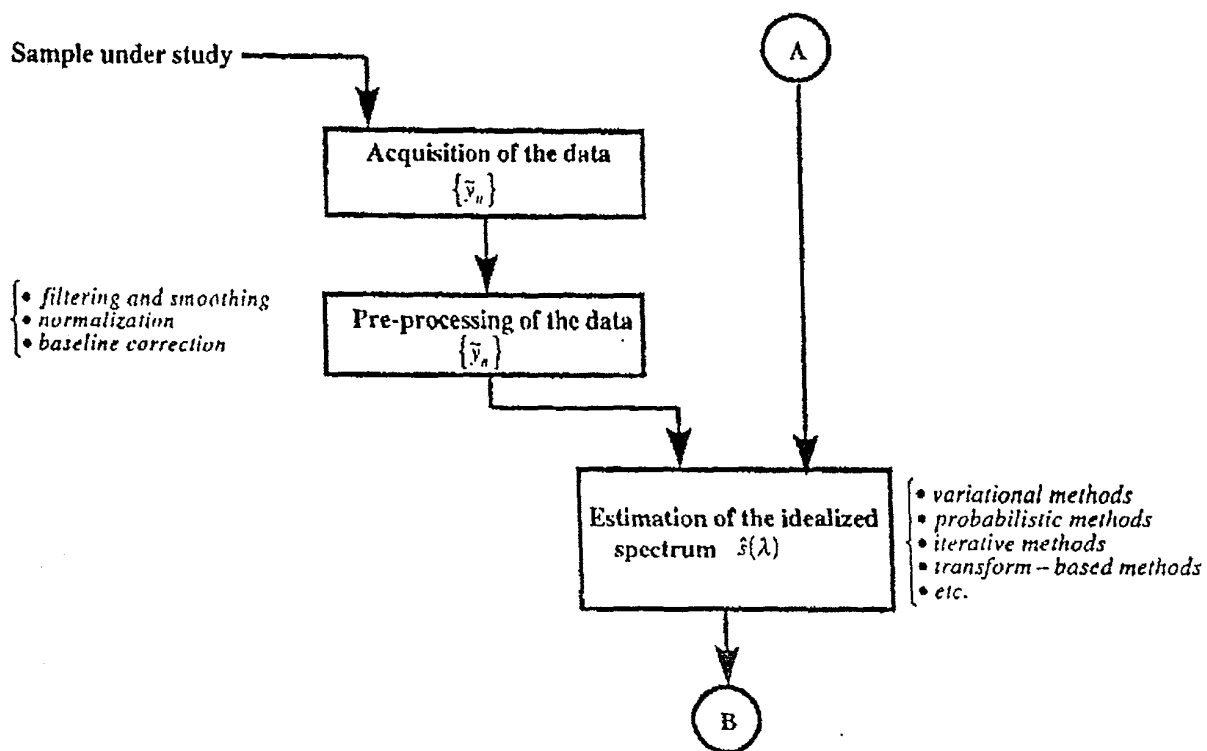 Sample under study
A
Acquisition of the data
{ỹₙ}
• filtering and smoothing
• normalization
• baseline correction
Pre-processing of the data
{ỹₙ}
Estimation of the idealized
spectrum ŝ(λ)
• variational methods
• probabilistic methods
• iterative methods
• transform – based methods
• etc.
B